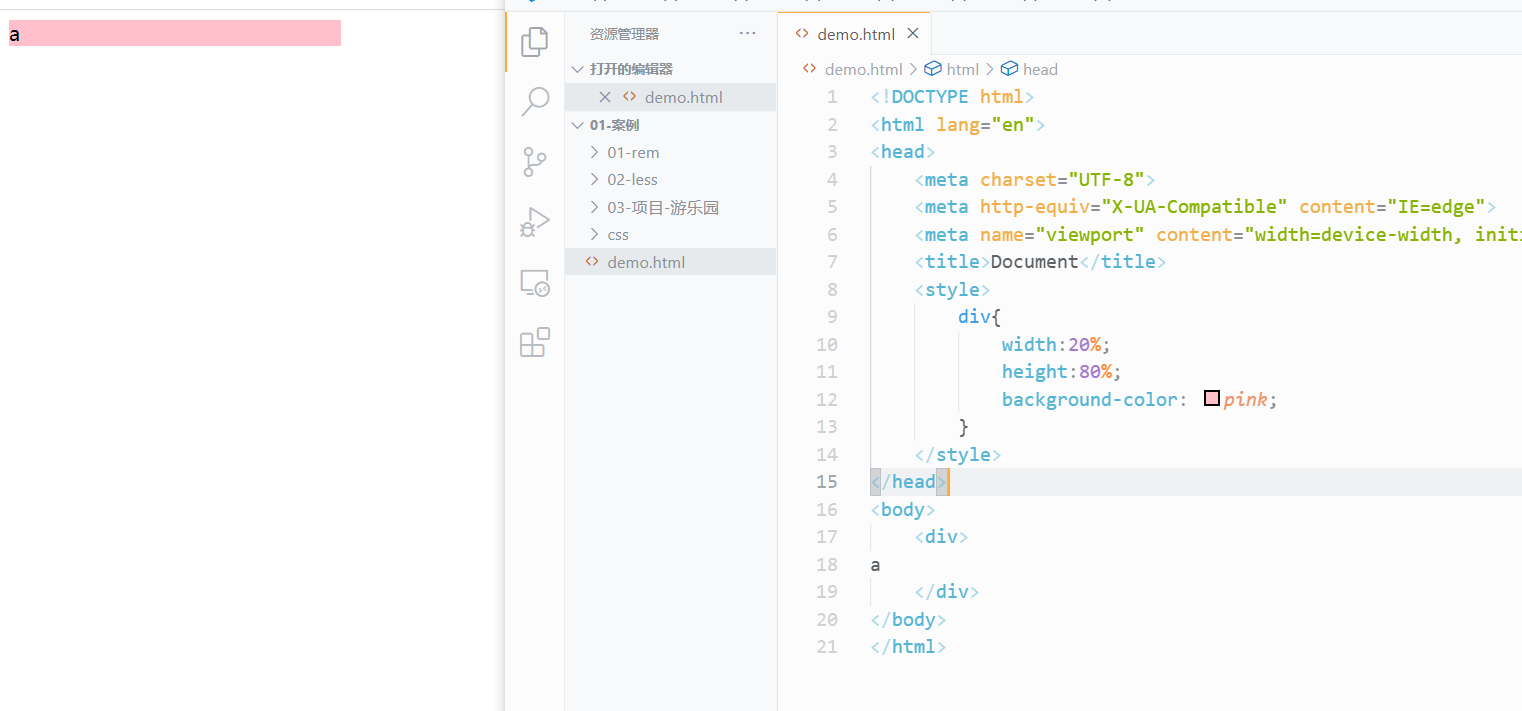 a
资源管理器 ···
打开的编辑器
demo.html
01-案例
01-rem
02-less
03-项目-游乐园
css
demo.html
demo.html
demo.html > html > head
1 <!DOCTYPE html>
2 <html lang="en">
3 <head>
4 <meta charset="UTF-8">
5 <meta http-equiv="X-UA-Compatible" content="IE=edge">
6 <meta name="viewport" content="width=device-width,
7 <title>Document</title>
8 <style>
9 div{
10 width:20%;
11 height:80%;
12 background-color: pink;
13 }
14 </style>
15 </head>
16 <body>
17 <div>
18 a
19 </div>
20 </body>
21 </html>